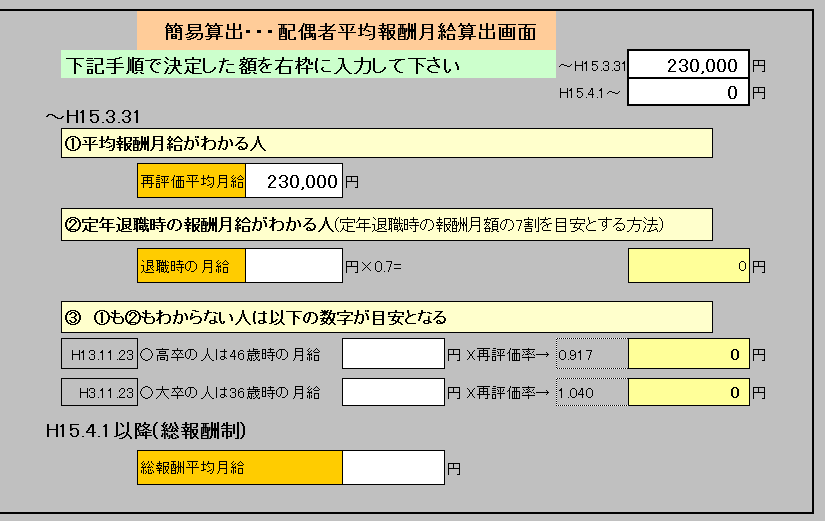 簡易算出・・・配偶者平均報酬月給算出画面
下記手順で決定した額を右枠に入力して下さい ～H15.3.31 230,000 円
H15.4.1～ 0 円
～H15.3.31
①平均報酬月給がわかる人
再評価平均月給 230,000 円
②定年退職時の報酬月給がわかる人(定年退職時の報酬月額の7割を目安とする方法)
退職時の月給 円×0.7= 0 円
③ ①も②もわからない人は以下の数字が目安となる
H13.11.23 〇高卒の人は46歳時の月給 円 X再評価率→ 0.917 0 円
H3.11.23 〇大卒の人は36歳時の月給 円 X再評価率→ 1.040 0 円
H15.4.1以降(総報酬制)
総報酬平均月給 円